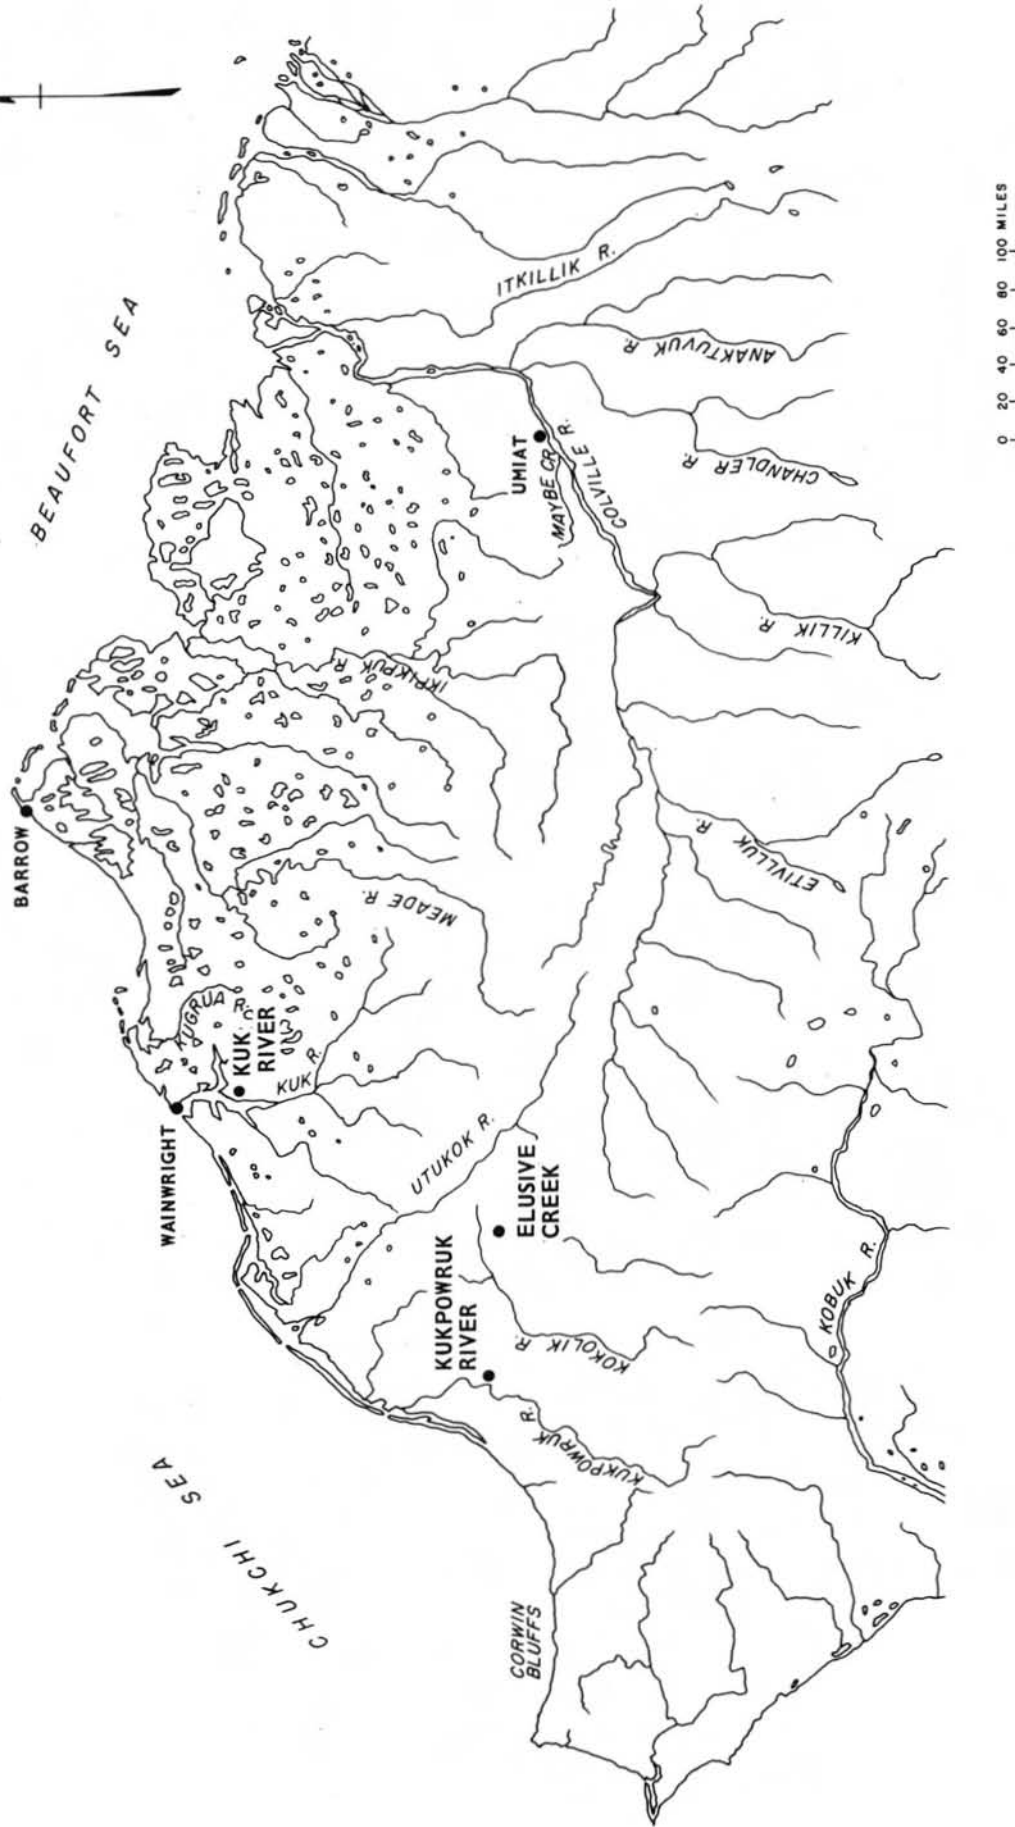 BEAUFORT SEA
CHUKCHI SEA
BARROW
WAINWRIGHT
KUGRUA R.
KUK
RIVER
KUK R.
MEADE R.
IKPIKPUK R.
UMIAT
MAYBE CR.
COLVILLE R.
ITKILLIK R.
ANAKTUVUK R.
CHANDLER R.
KILLIK R.
ETIVLLUK R.
UTUKOK R.
ELUSIVE
CREEK
KUKPOWRUK
RIVER
KOKOLIK R.
KUKPOWRUK R.
KOBUK R.
CORWIN
BLUFFS
0 20 40 60 80 100 MILES